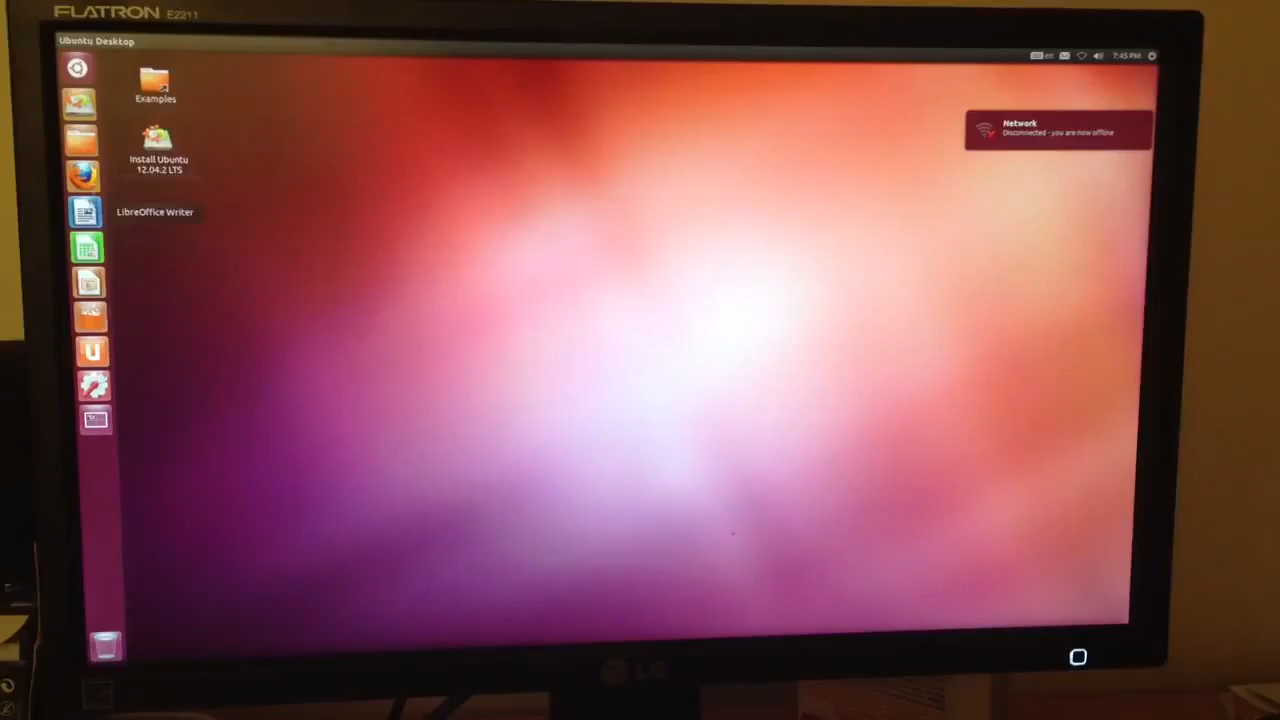 FLATRON E2211
Ubuntu Desktop
en
7:45 PM
Examples
Network
Disconnected - you are now offline
Install Ubuntu
12.04.2 LTS
LibreOffice Writer
U
LG